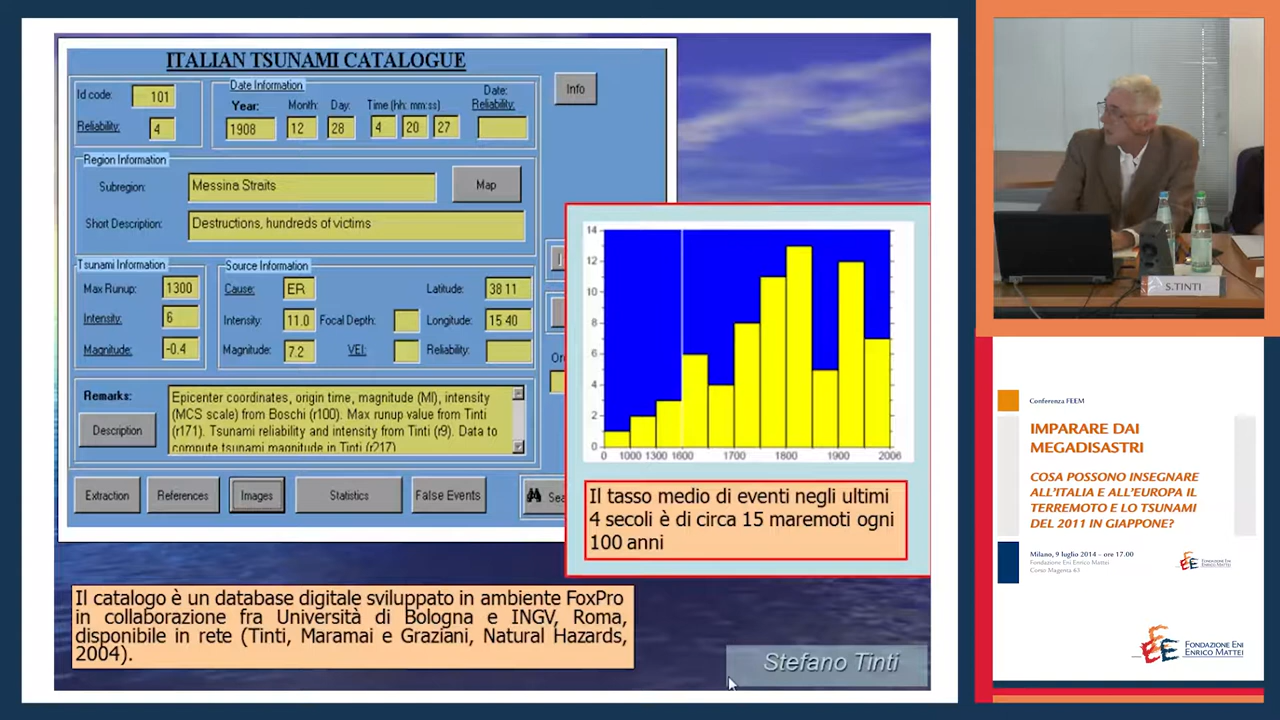 ITALIAN TSUNAMI CATALOGUE
Id code: 101
Reliability: 4
Date Information
Year: Month: Day: Time (hh: mm:ss) Date: Reliability:
1908 12 28 4 20 27
Info
Region Information
Subregion: Messina Straits
Map
Short Description: Destructions, hundreds of victims
Tsunami Information
Max Runup: 1300
Intensity: 6
Magnitude: -0.4
Source Information
Cause: ER Latitude: 38 11
Intensity: 11.0 Focal Depth: Longitude: 15 40
Magnitude: 7.2 VEI: Reliability:
Remarks:
Description
Epicenter coordinates, origin time, magnitude (Ml), intensity
(MCS scale) from Boschi (r100). Max runup value from Tinti
(r171). Tsunami reliability and intensity from Tinti (r9). Data to
compute tsunami magnitude in Tinti (r217)
Extraction References Images Statistics False Events
14
12
10
8
6
4
2
0
0 1000 1300 1600 1700 1800 1900 2006
Il tasso medio di eventi negli ultimi
4 secoli è di circa 15 maremoti ogni
100 anni
Il catalogo è un database digitale sviluppato in ambiente FoxPro
in collaborazione fra Università di Bologna e INGV, Roma,
disponibile in rete (Tinti, Maramai e Graziani, Natural Hazards,
2004).
Stefano Tinti
S.TINTI
Conferenza FEEM
IMPARARE DAI
MEGADISASTRI
COSA POSSONO INSEGNARE
ALL'ITALIA E ALL'EUROPA IL
TERREMOTO E LO TSUNAMI
DEL 2011 IN GIAPPONE?
Milano, 9 luglio 2014 – ore 17.00
Fondazione Eni Enrico Mattei
Corso Magenta 63
FONDAZIONE ENI
ENRICO MATTEI